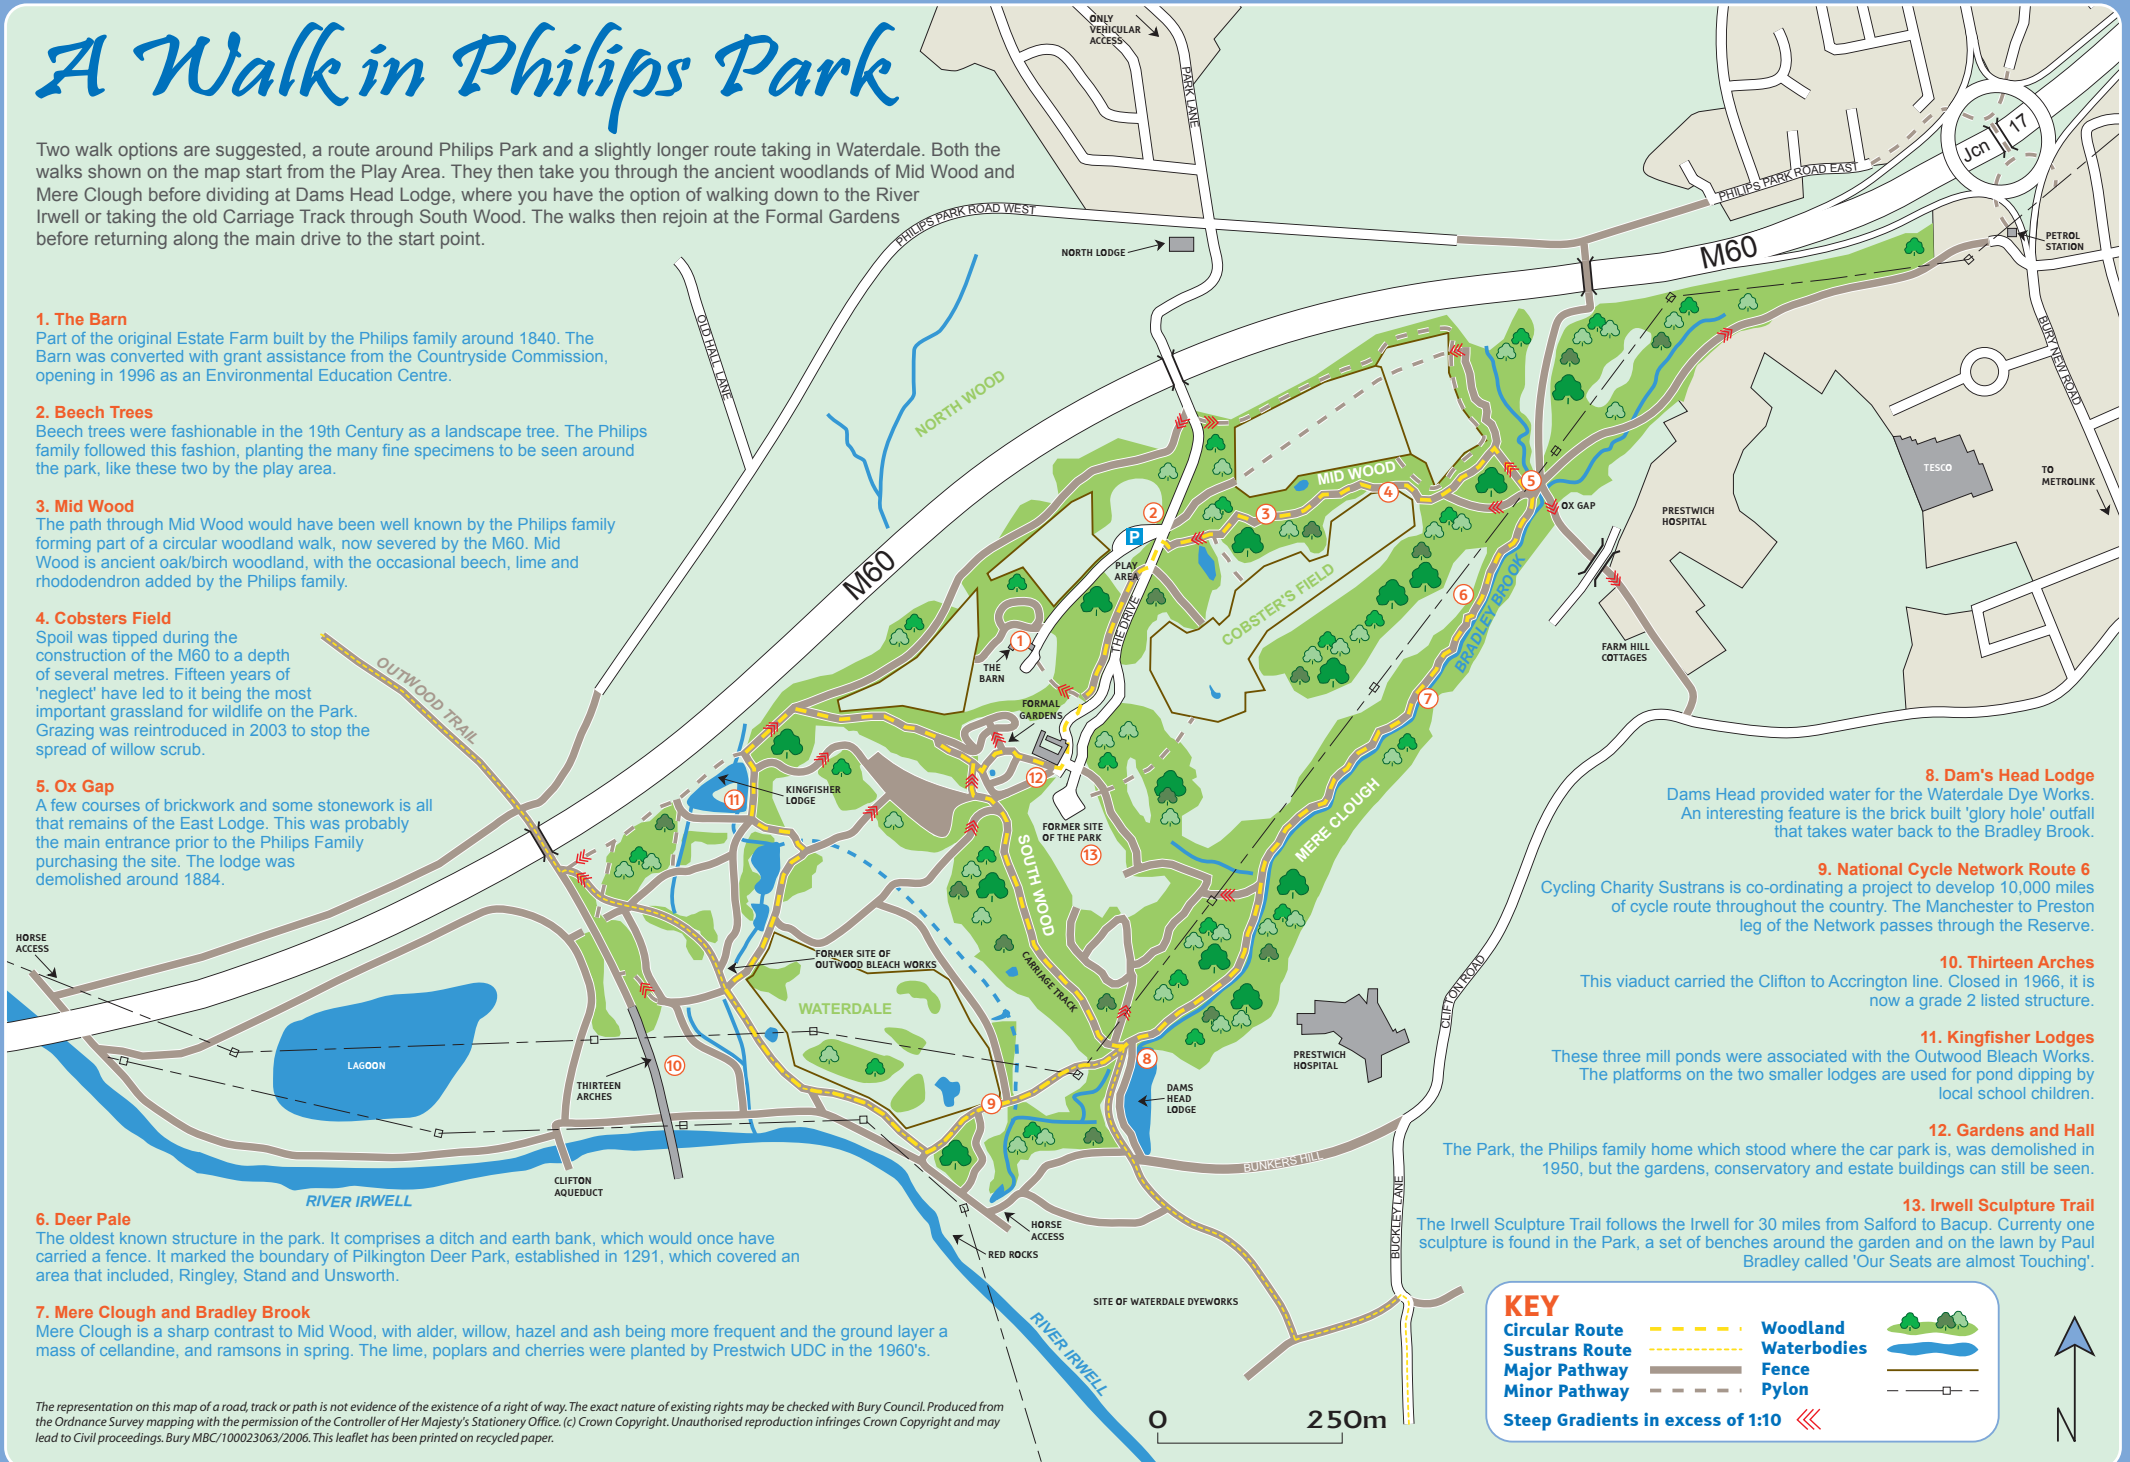 A Walk in Philips Park
Two walk options are suggested, a route around Philips Park and a slightly longer route taking in Waterdale. Both the
walks shown on the map start from the Play Area. They then take you through the ancient woodlands of Mid Wood and
Mere Clough before dividing at Dams Head Lodge, where you have the option of walking down to the River
Irwell or taking the old Carriage Track through South Wood. The walks then rejoin at the Formal Gardens
before returning along the main drive to the start point.
1. The Barn
Part of the original Estate Farm built by the Philips family around 1840. The
Barn was converted with grant assistance from the Countryside Commission,
opening in 1996 as an Environmental Education Centre.
2. Beech Trees
Beech trees were fashionable in the 19th Century as a landscape tree. The Philips
family followed this fashion, planting the many fine specimens to be seen around
the park, like these two by the play area.
3. Mid Wood
The path through Mid Wood would have been well known by the Philips family
forming part of a circular woodland walk, now severed by the M60. Mid
Wood is ancient oak/birch woodland, with the occasional beech, lime and
rhododendron added by the Philips family.
4. Cobsters Field
Spoil was tipped during the
construction of the M60 to a depth
of several metres. Fifteen years of
'neglect' have led to it being the most
important grassland for wildlife on the Park.
Grazing was reintroduced in 2003 to stop the
spread of willow scrub.
5. Ox Gap
A few courses of brickwork and some stonework is all
that remains of the East Lodge. This was probably
the main entrance prior to the Philips Family
purchasing the site. The lodge was
demolished around 1884.
6. Deer Pale
The oldest known structure in the park. It comprises a ditch and earth bank, which would once have
carried a fence. It marked the boundary of Pilkington Deer Park, established in 1291, which covered an
area that included, Ringley, Stand and Unsworth.
7. Mere Clough and Bradley Brook
Mere Clough is a sharp contrast to Mid Wood, with alder, willow, hazel and ash being more frequent and the ground layer a
mass of cellandine, and ramsons in spring. The lime, poplars and cherries were planted by Prestwich UDC in the 1960's.
The representation on this map of a road, track or path is not evidence of the existence of a right of way. The exact nature of existing rights may be checked with Bury Council. Produced from
the Ordnance Survey mapping with the permission of the Controller of Her Majesty's Stationery Office. (c) Crown Copyright. Unauthorised reproduction infringes Crown Copyright and may
lead to Civil proceedings. Bury MBC/100023063/2006. This leaflet has been printed on recycled paper.
8. Dam's Head Lodge
Dams Head provided water for the Waterdale Dye Works.
An interesting feature is the brick built 'glory hole' outfall
that takes water back to the Bradley Brook.
9. National Cycle Network Route 6
Cycling Charity Sustrans is co-ordinating a project to develop 10,000 miles
of cycle route throughout the country. The Manchester to Preston
leg of the Network passes through the Reserve.
10. Thirteen Arches
This viaduct carried the Clifton to Accrington line. Closed in 1966, it is
now a grade 2 listed structure.
11. Kingfisher Lodges
These three mill ponds were associated with the Outwood Bleach Works.
The platforms on the two smaller lodges are used for pond dipping by
local school children.
12. Gardens and Hall
The Park, the Philips family home which stood where the car park is, was demolished in
1950, but the gardens, conservatory and estate buildings can still be seen.
13. Irwell Sculpture Trail
The Irwell Sculpture Trail follows the Irwell for 30 miles from Salford to Bacup. Currenty one
sculpture is found in the Park, a set of benches around the garden and on the lawn by Paul
Bradley called 'Our Seats are almost Touching'.
KEY
Circular Route
Sustrans Route
Major Pathway
Minor Pathway
Woodland
Waterbodies
Fence
Pylon
Steep Gradients in excess of 1:10
N
0
250m
ONLY
VEHICULAR
ACCESS
PARK LANE
PHILIPS PARK ROAD WEST
NORTH LODGE
PHILIPS PARK ROAD EAST
Jcn
17
M60
PETROL
STATION
BURY NEW ROAD
TESCO
TO
METROLINK
OLD HALL LANE
NORTH WOOD
M60
MID WOOD
2
3
4
5
P
OX GAP
PRESTWICH
HOSPITAL
PLAY
AREA
COBSTER'S FIELD
6
BRADLEY BROOK
THE DRIVE
1
THE
BARN
FARM HILL
COTTAGES
OUTWOOD TRAIL
FORMAL
GARDENS
7
12
11
KINGFISHER
LODGE
FORMER SITE
OF THE PARK
13
MERE CLOUGH
SOUTH WOOD
HORSE
ACCESS
FORMER SITE OF
OUTWOOD BLEACH WORKS
CARRIAGE TRACK
WATERDALE
CLIFTON ROAD
PRESTWICH
HOSPITAL
LAGOON
10
THIRTEEN
ARCHES
8
9
DAMS
HEAD
LODGE
BUNKERS HILL
BUCKLEY LANE
RIVER IRWELL
CLIFTON
AQUEDUCT
HORSE
ACCESS
RED ROCKS
SITE OF WATERDALE DYEWORKS
RIVER IRWELL